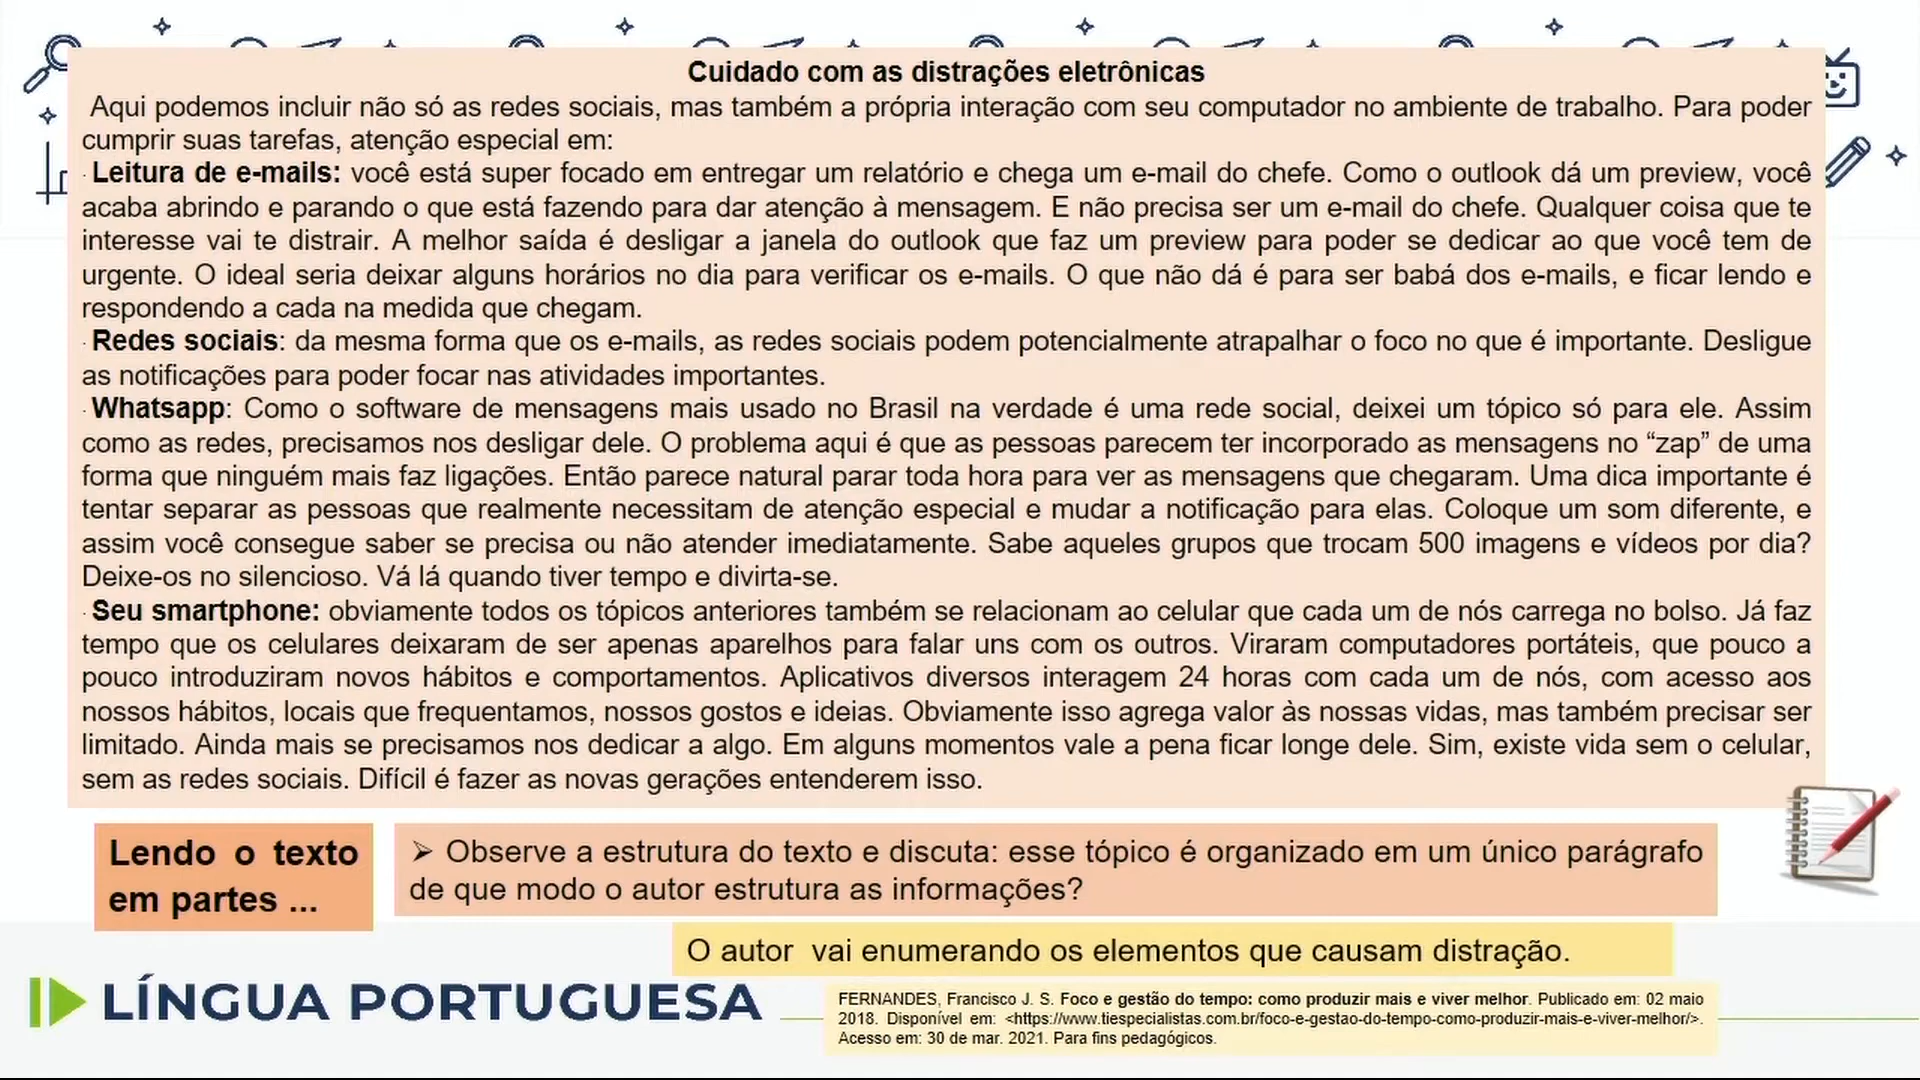 Cuidado com as distrações eletrônicas
Aqui podemos incluir não só as redes sociais, mas também a própria interação com seu computador no ambiente de trabalho. Para poder
cumprir suas tarefas, atenção especial em:
· Leitura de e-mails: você está super focado em entregar um relatório e chega um e-mail do chefe. Como o outlook dá um preview, você
acaba abrindo e parando o que está fazendo para dar atenção à mensagem. E não precisa ser um e-mail do chefe. Qualquer coisa que te
interesse vai te distrair. A melhor saída é desligar a janela do outlook que faz um preview para poder se dedicar ao que você tem de
urgente. O ideal seria deixar alguns horários no dia para verificar os e-mails. O que não dá é para ser babá dos e-mails, e ficar lendo e
respondendo a cada na medida que chegam.
· Redes sociais: da mesma forma que os e-mails, as redes sociais podem potencialmente atrapalhar o foco no que é importante. Desligue
as notificações para poder focar nas atividades importantes.
· Whatsapp: Como o software de mensagens mais usado no Brasil na verdade é uma rede social, deixei um tópico só para ele. Assim
como as redes, precisamos nos desligar dele. O problema aqui é que as pessoas parecem ter incorporado as mensagens no “zap” de uma
forma que ninguém mais faz ligações. Então parece natural parar toda hora para ver as mensagens que chegaram. Uma dica importante é
tentar separar as pessoas que realmente necessitam de atenção especial e mudar a notificação para elas. Coloque um som diferente, e
assim você consegue saber se precisa ou não atender imediatamente. Sabe aqueles grupos que trocam 500 imagens e vídeos por dia?
Deixe-os no silencioso. Vá lá quando tiver tempo e divirta-se.
· Seu smartphone: obviamente todos os tópicos anteriores também se relacionam ao celular que cada um de nós carrega no bolso. Já faz
tempo que os celulares deixaram de ser apenas aparelhos para falar uns com os outros. Viraram computadores portáteis, que pouco a
pouco introduziram novos hábitos e comportamentos. Aplicativos diversos interagem 24 horas com cada um de nós, com acesso aos
nossos hábitos, locais que frequentamos, nossos gostos e ideias. Obviamente isso agrega valor às nossas vidas, mas também precisar ser
limitado. Ainda mais se precisamos nos dedicar a algo. Em alguns momentos vale a pena ficar longe dele. Sim, existe vida sem o celular,
sem as redes sociais. Difícil é fazer as novas gerações entenderem isso.
Lendo o texto
em partes ...
➢ Observe a estrutura do texto e discuta: esse tópico é organizado em um único parágrafo
de que modo o autor estrutura as informações?
O autor vai enumerando os elementos que causam distração.
LÍNGUA PORTUGUESA
FERNANDES, Francisco J. S. Foco e gestão do tempo: como produzir mais e viver melhor. Publicado em: 02 maio
2018. Disponível em: <https://www.tiespecialistas.com.br/foco-e-gestao-do-tempo-como-produzir-mais-e-viver-melhor/>.
Acesso em: 30 de mar. 2021. Para fins pedagógicos.